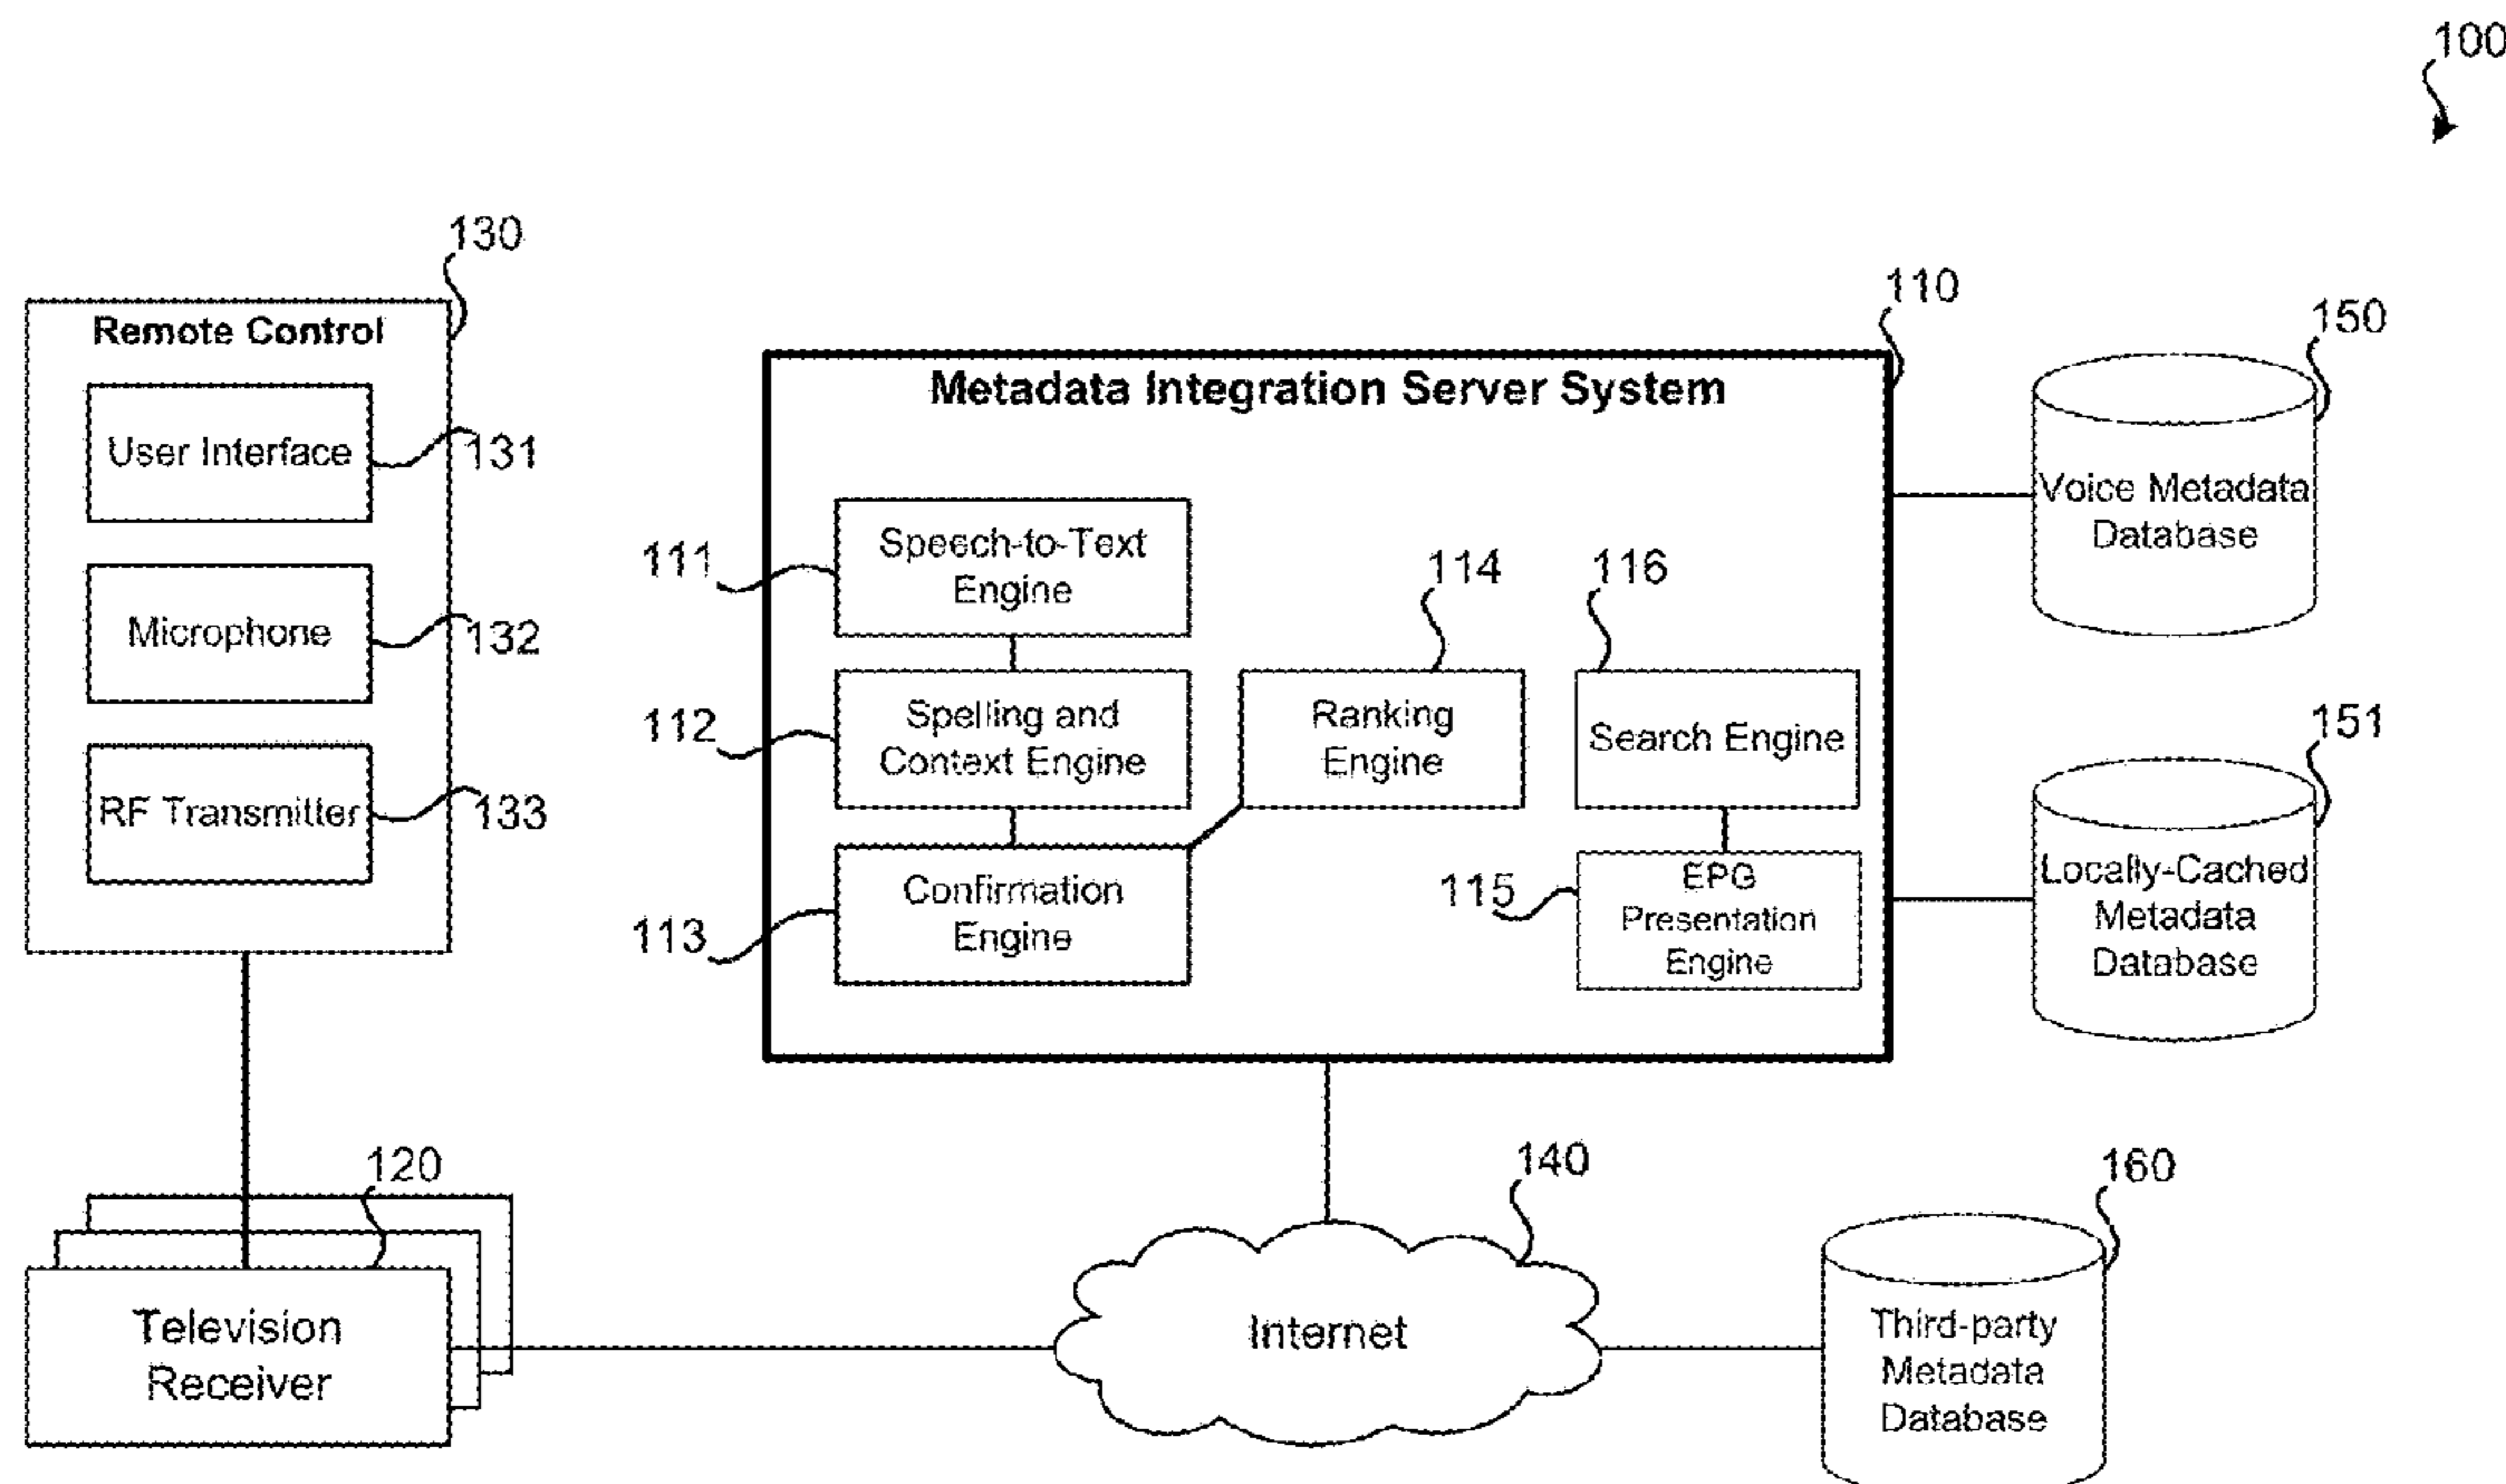 100
130
Remote Control
User Interface
131
Microphone
132
RF Transmitter
133
110
Metadata Integration Server System
111
Speech-to-Text
Engine
112
Spelling and
Context Engine
114
Ranking
Engine
116
Search Engine
113
Confirmation
Engine
115
EPG
Presentation
Engine
150
Voice Metadata
Database
151
Locally-Cached
Metadata
Database
120
Television
Receiver
140
Internet
160
Third-party
Metadata
Database